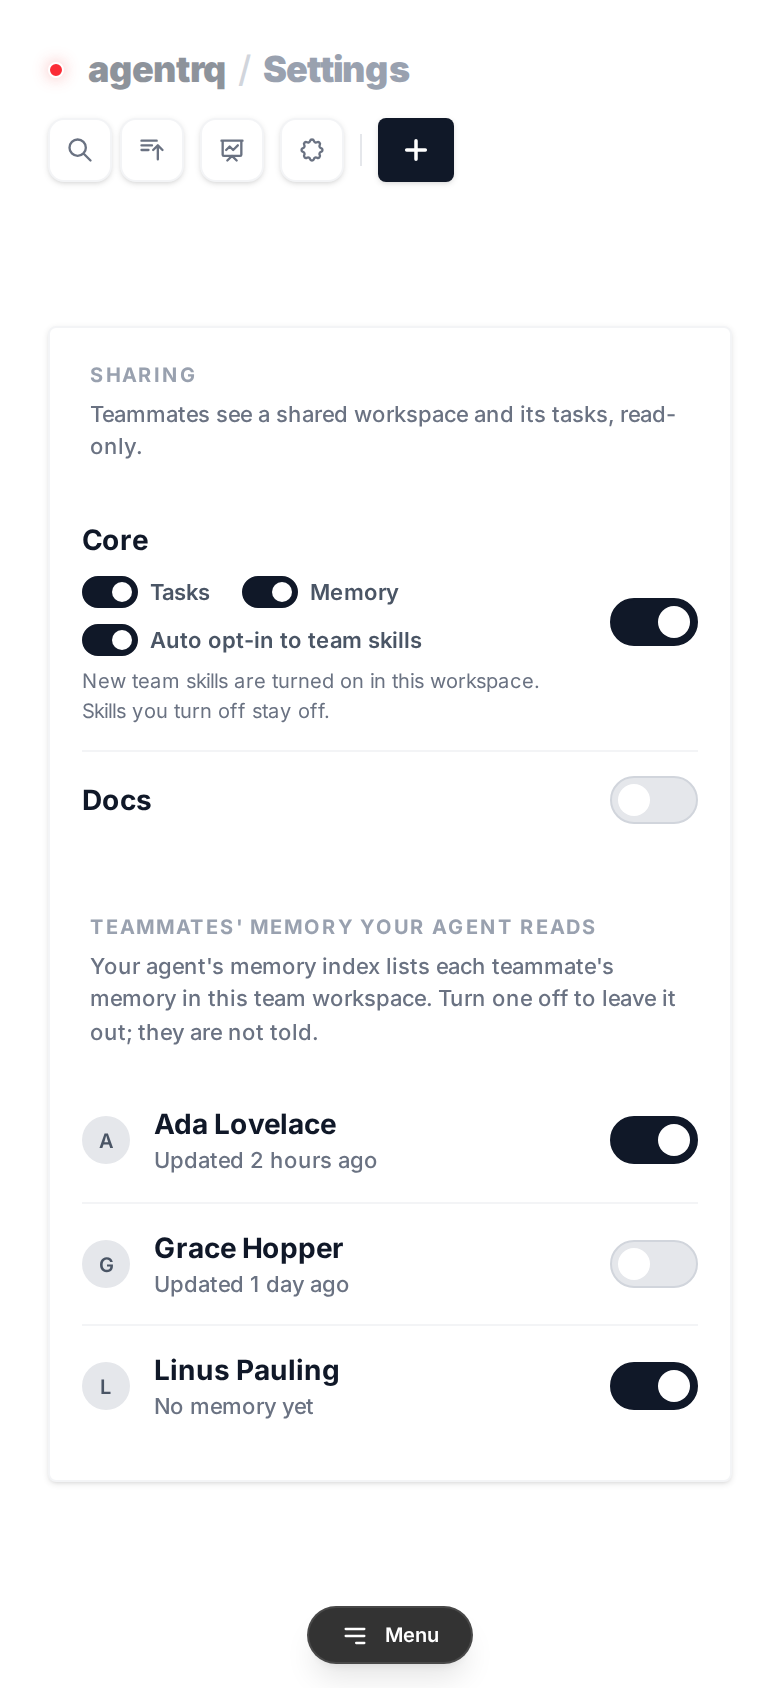 agentrq / Settings
SHARING
Teammates see a shared workspace and its tasks, read-
only.
Core
Tasks Memory
Auto opt-in to team skills
New team skills are turned on in this workspace.
Skills you turn off stay off.
Docs
TEAMMATES' MEMORY YOUR AGENT READS
Your agent's memory index lists each teammate's
memory in this team workspace. Turn one off to leave it
out; they are not told.
A
Ada Lovelace
Updated 2 hours ago
G
Grace Hopper
Updated 1 day ago
L
Linus Pauling
No memory yet
Menu